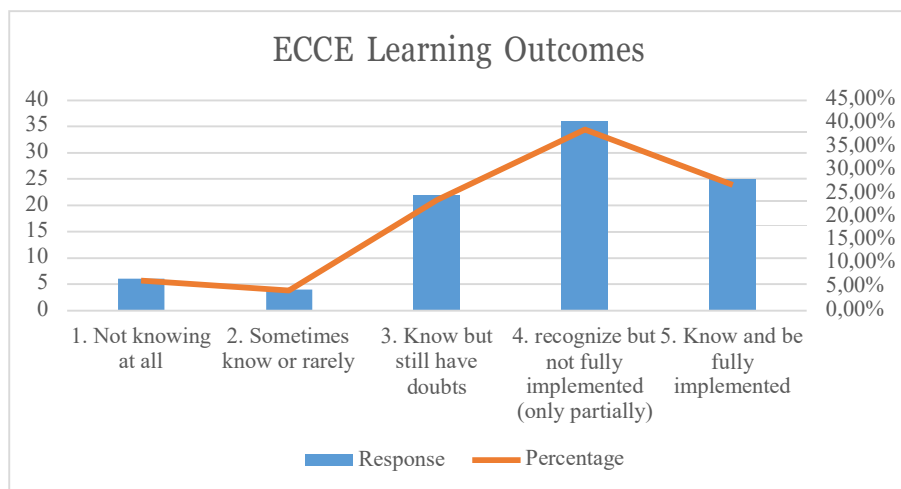 ECCE Learning Outcomes
40
35
30
25
20
15
10
5
0
45,00%
40,00%
35,00%
30,00%
25,00%
20,00%
15,00%
10,00%
5,00%
0,00%
1. Not knowing
at all
2. Sometimes
know or rarely
3. Know but
still have
doubts
4. recognize but
not fully
implemented
(only partially)
5. Know and be
fully
implemented
Response
Percentage